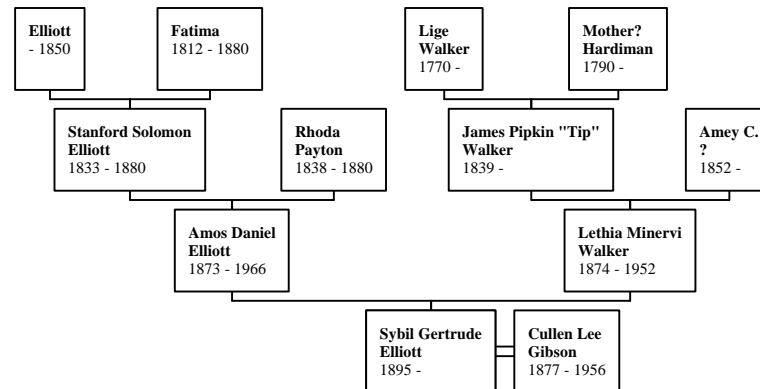 Elliott
- 1850
Fatima
1812 - 1880
Lige
Walker
1770 -
Mother?
Hardiman
1790 -
Stanford Solomon
Elliott
1833 - 1880
Rhoda
Payton
1838 - 1880
James Pipkin "Tip"
Walker
1839 -
Amey C.
?
1852 -
Amos Daniel
Elliott
1873 - 1966
Lethia Minervi
Walker
1874 - 1952
Sybil Gertrude
Elliott
1895 -
Cullen Lee
Gibson
1877 - 1956